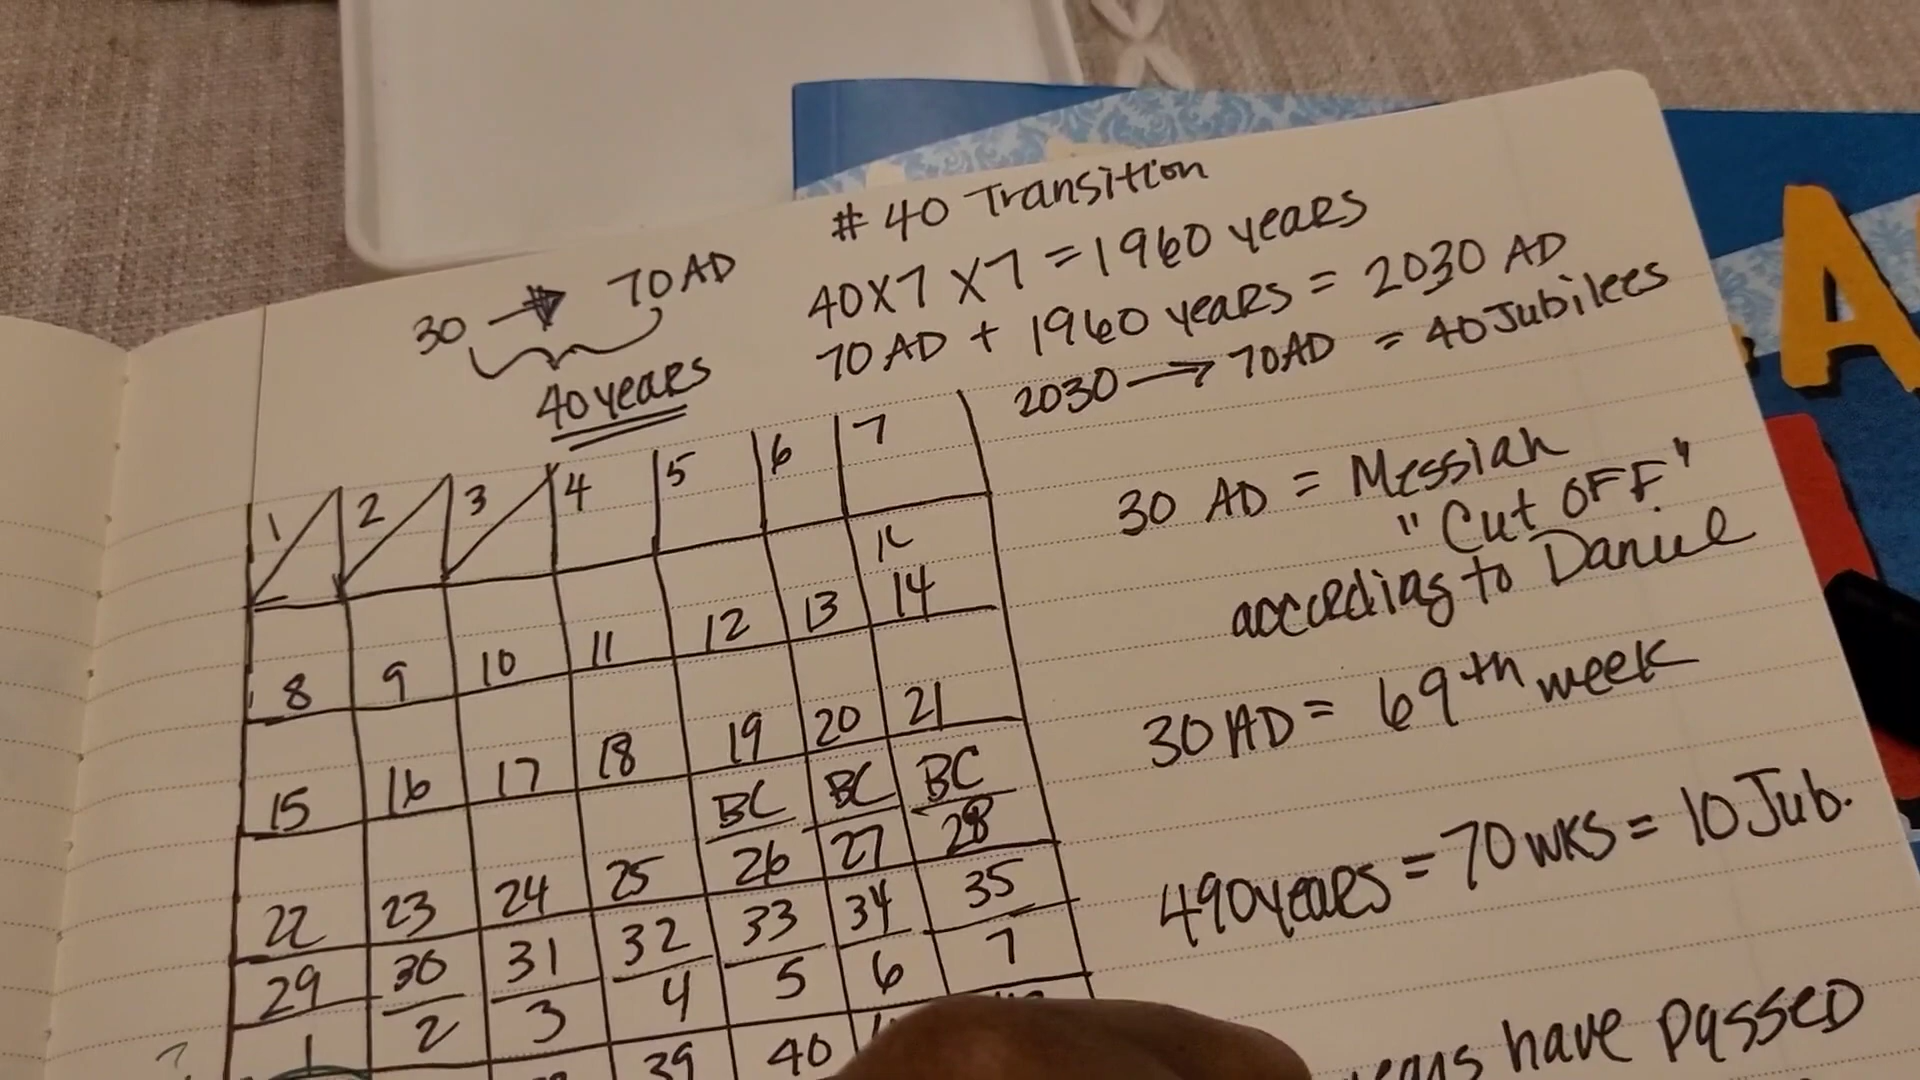 # 40 Transition
30 → 70 AD
40 years
40x7x7 = 1960 years
70 AD + 1960 years = 2030 AD
2030 → 70AD = 40 Jubilees
1 2 3 4 5 6 7
8 9 10 11 12 13 14
15 16 17 18 19 20 21
BC BC BC
22 23 24 25 26 27 28
29 30 31 32 33 34 35
1 2 3 4 5 6 7
39 40
30 AD = Messiah
"Cut OFF"
according to Daniel
30 AD = 69th week
490years = 70 wks = 10 Jub.
have passed
A